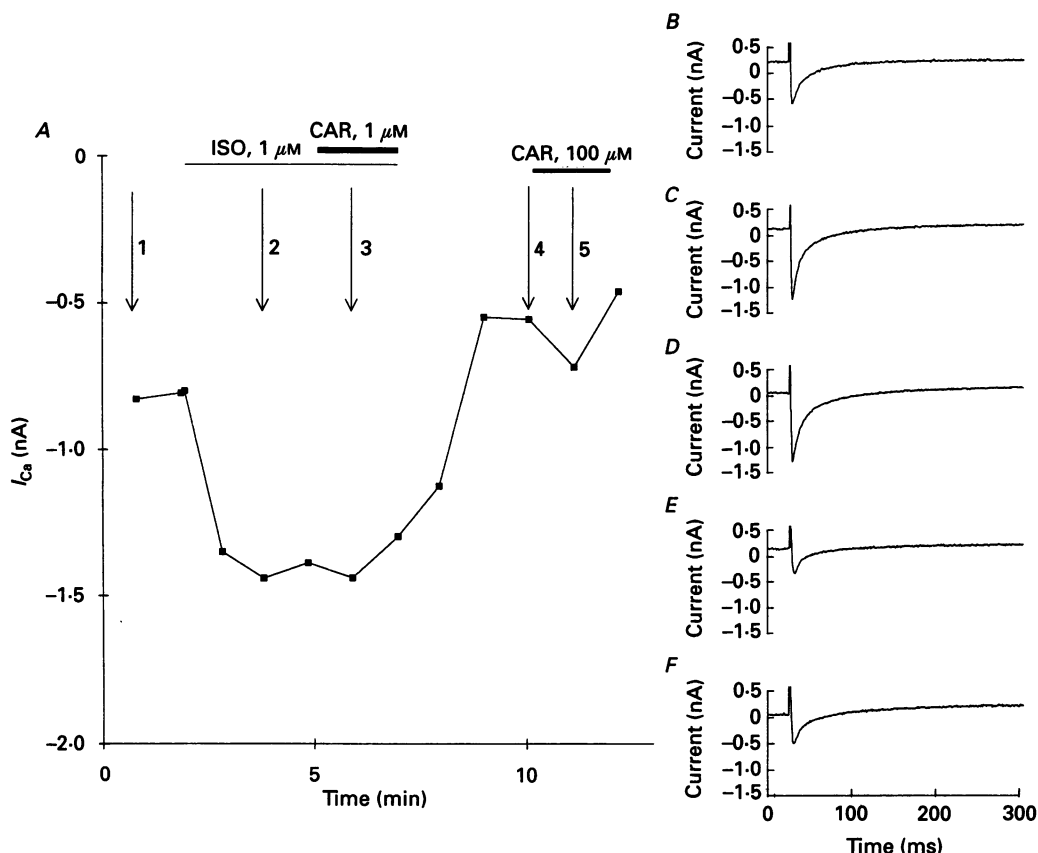 A
ISO, 1 μM
CAR, 1 μM
CAR, 100 μM
1
2
3
4
5
0
−0·5
−1·0
−1·5
−2·0
I_Ca (nA)
0
5
10
Time (min)
B
Current (nA)
0·5
0
−0·5
−1·0
−1·5
C
Current (nA)
0·5
0
−0·5
−1·0
−1·5
D
Current (nA)
0·5
0
−0·5
−1·0
−1·5
E
Current (nA)
0·5
0
−0·5
−1·0
−1·5
F
Current (nA)
0·5
0
−0·5
−1·0
−1·5
0
100
200
300
Time (ms)